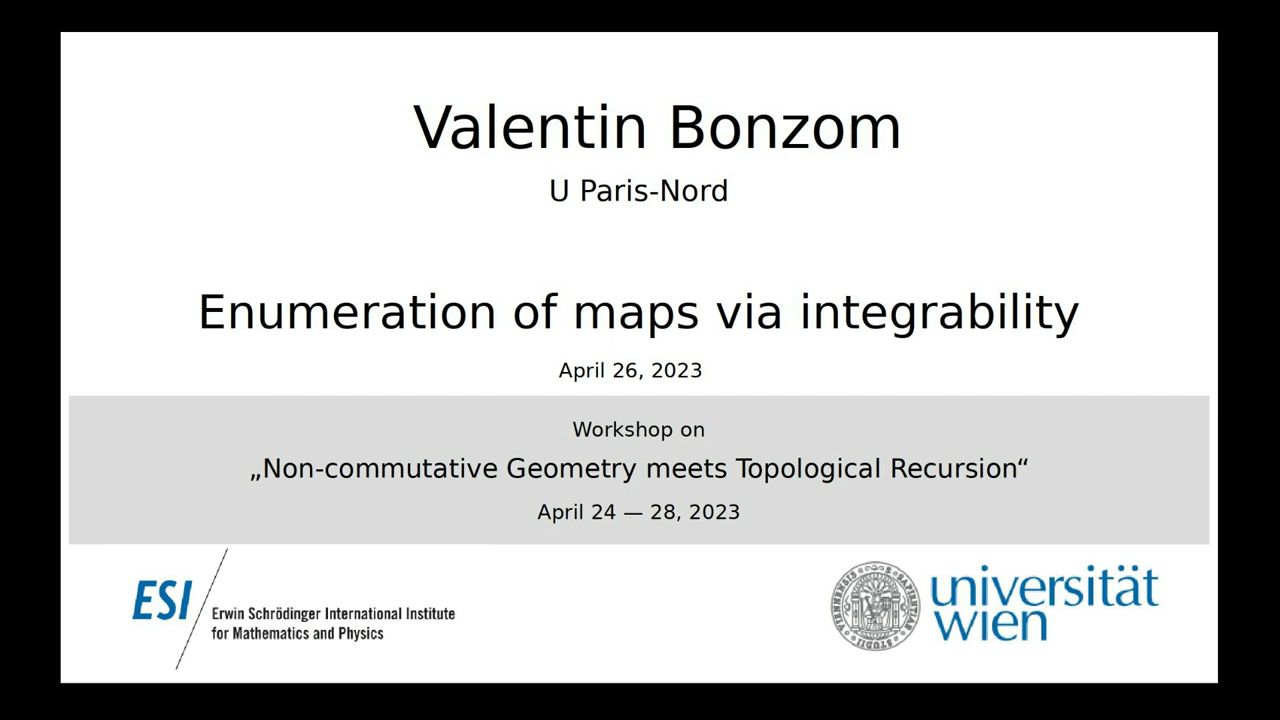 Valentin Bonzom
U Paris-Nord
Enumeration of maps via integrability
April 26, 2023
Workshop on
„Non-commutative Geometry meets Topological Recursion“
April 24 — 28, 2023
ESI
Erwin Schrödinger International Institute
for Mathematics and Physics
universität
wien